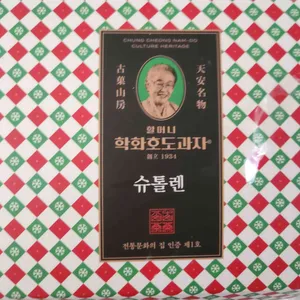 CHUNG CHEONG NAM-DO
CULTURE HERITAGE
古菓山房
天安名物
할머니
학화호도과자®
創立 1934
슈톨렌
전통문화의 집 인증 제1호